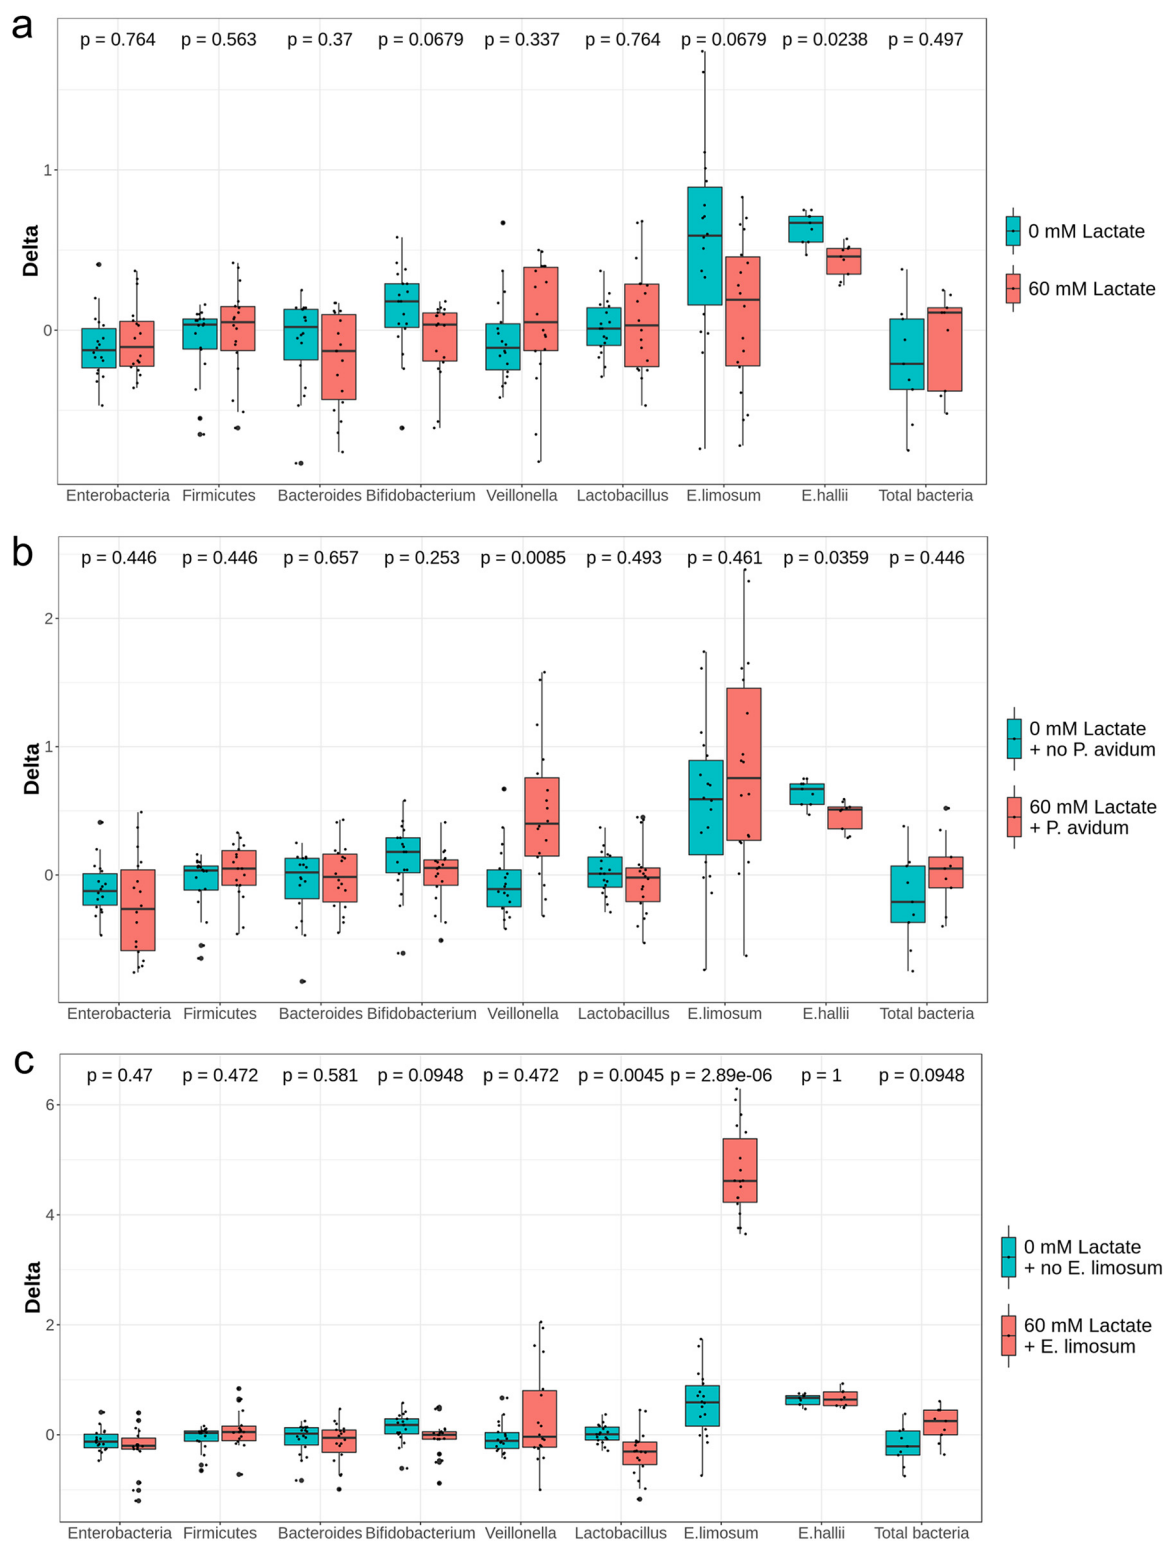 a
p = 0.764 p = 0.563 p = 0.37 p = 0.0679 p = 0.337 p = 0.764 p = 0.0679 p = 0.0238 p = 0.497
1
0
Delta
0 mM Lactate
60 mM Lactate
Enterobacteria Firmicutes Bacteroides Bifidobacterium Veillonella Lactobacillus E.limosum E.hallii Total bacteria
b
p = 0.446 p = 0.446 p = 0.657 p = 0.253 p = 0.0085 p = 0.493 p = 0.461 p = 0.0359 p = 0.446
2
1
0
Delta
0 mM Lactate
+ no P. avidum
60 mM Lactate
+ P. avidum
Enterobacteria Firmicutes Bacteroides Bifidobacterium Veillonella Lactobacillus E.limosum E.hallii Total bacteria
c
p = 0.47 p = 0.472 p = 0.581 p = 0.0948 p = 0.472 p = 0.0045 p = 2.89e-06 p = 1 p = 0.0948
6
4
2
0
Delta
0 mM Lactate
+ no E. limosum
60 mM Lactate
+ E. limosum
Enterobacteria Firmicutes Bacteroides Bifidobacterium Veillonella Lactobacillus E.limosum E.hallii Total bacteria